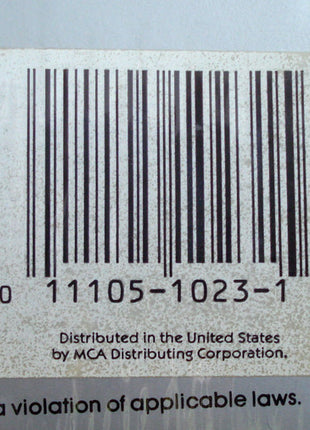 0 11105-1023-1
Distributed in the United States
by MCA Distributing Corporation.
a violation of applicable laws.